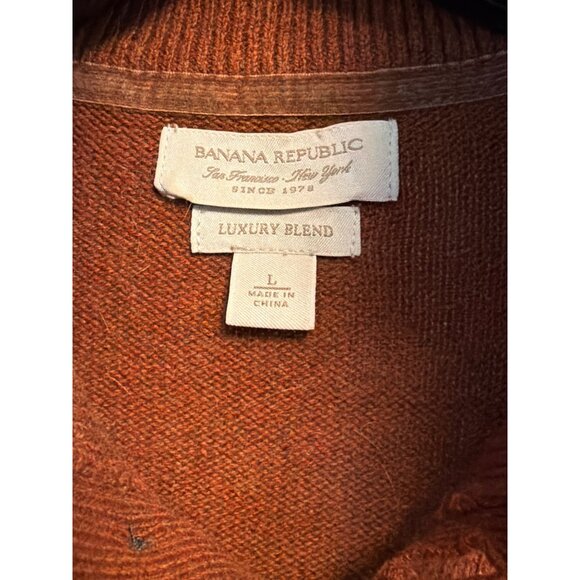 BANANA REPUBLIC
San Francisco · New York
SINCE 1978
LUXURY BLEND
L
MADE IN
CHINA